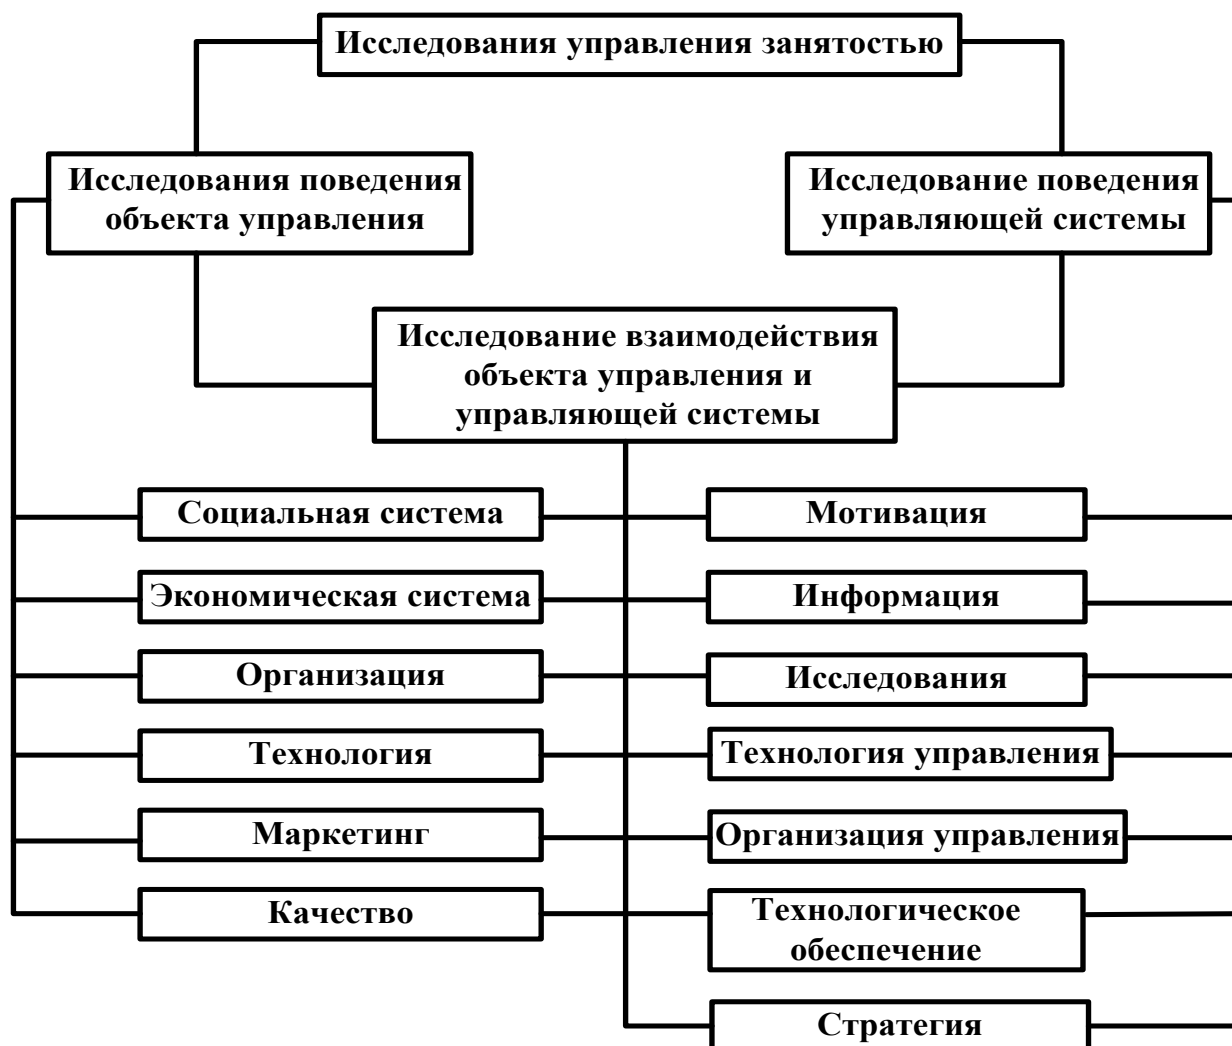 Исследования управления занятостью
Исследования поведения
объекта управления
Исследование поведения
управляющей системы
Исследование взаимодействия
объекта управления и
управляющей системы
Социальная система
Мотивация
Экономическая система
Информация
Организация
Исследования
Технология
Технология управления
Маркетинг
Организация управления
Качество
Технологическое
обеспечение
Стратегия